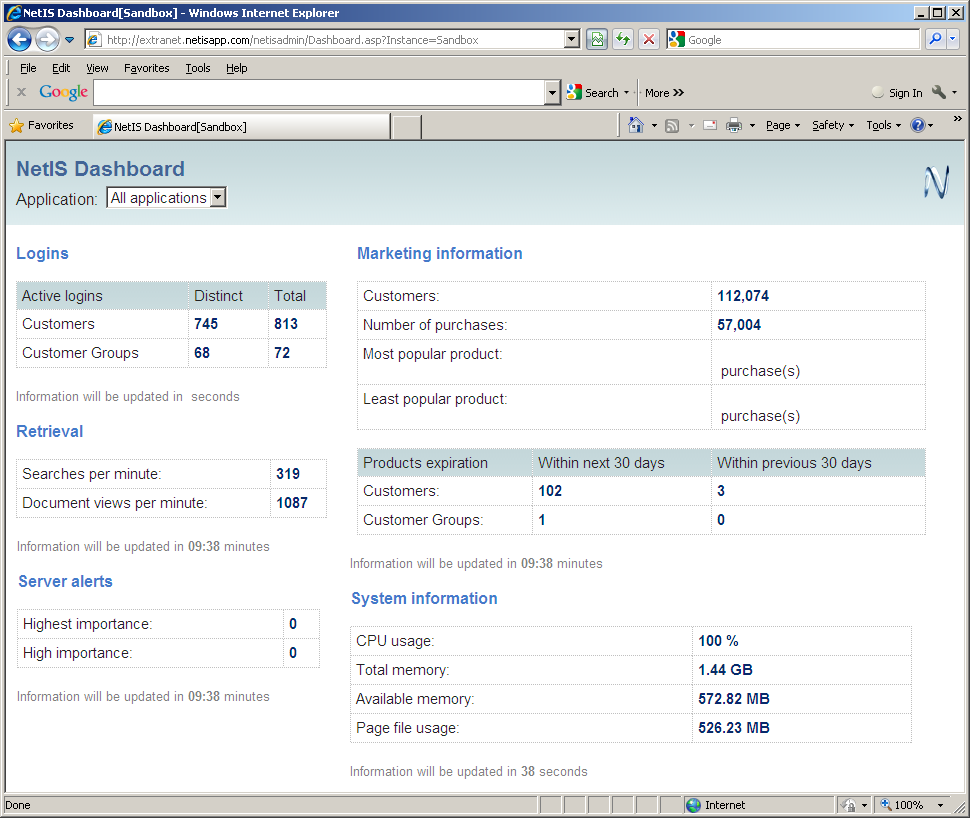 NetIS Dashboard[Sandbox] - Windows Internet Explorer
http://extranet.netisapp.com/netisadmin/Dashboard.asp?Instance=Sandbox
Google
File Edit View Favorites Tools Help
x Google Search More >> Sign In
Favorites NetIS Dashboard[Sandbox] Page Safety Tools
NetIS Dashboard
Application: All applications
N
Logins
Active logins Distinct Total
Customers 745 813
Customer Groups 68 72
Information will be updated in seconds
Retrieval
Searches per minute: 319
Document views per minute: 1087
Information will be updated in 09:38 minutes
Server alerts
Highest importance: 0
High importance: 0
Information will be updated in 09:38 minutes
Marketing information
Customers: 112,074
Number of purchases: 57,004
Most popular product:
purchase(s)
Least popular product:
purchase(s)
Products expiration Within next 30 days Within previous 30 days
Customers: 102 3
Customer Groups: 1 0
Information will be updated in 09:38 minutes
System information
CPU usage: 100 %
Total memory: 1.44 GB
Available memory: 572.82 MB
Page file usage: 526.23 MB
Information will be updated in 38 seconds
Done Internet 100%